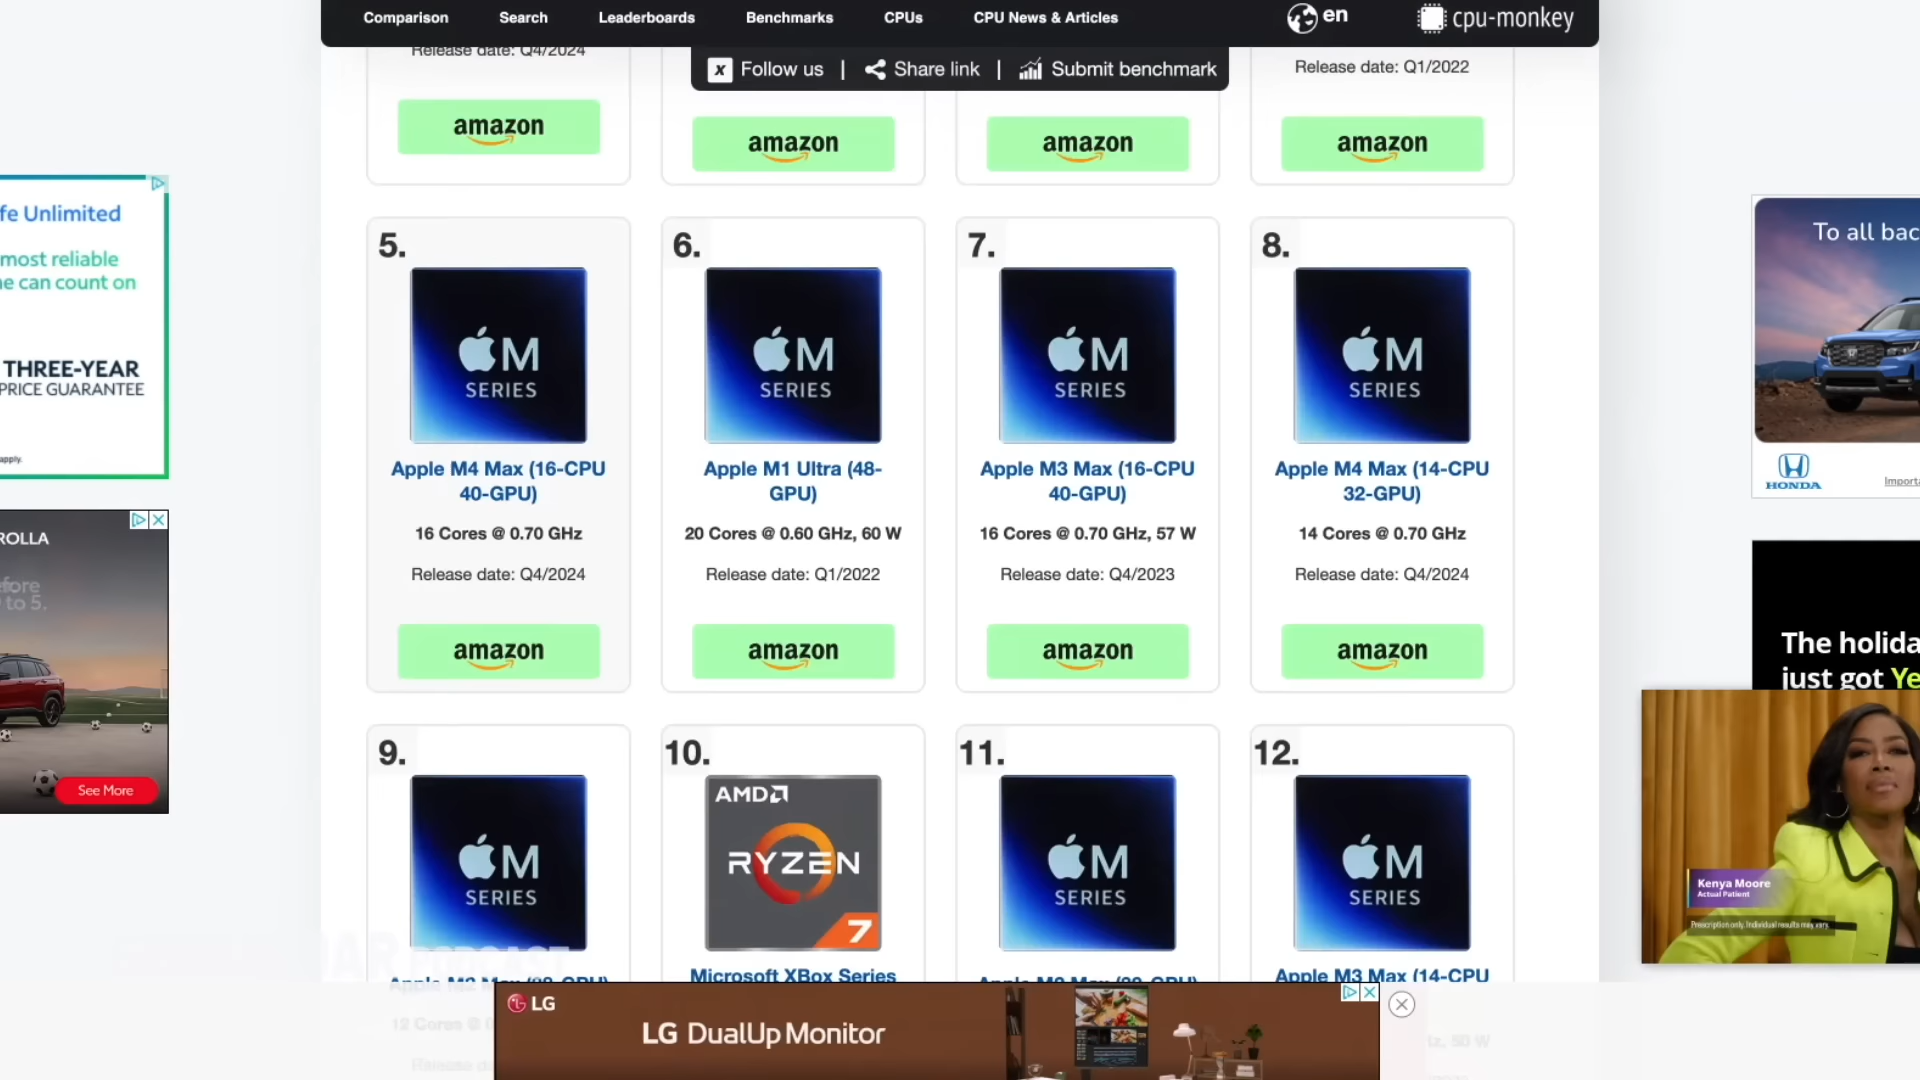 Comparison Search Leaderboards Benchmarks CPUs CPU News & Articles en cpu-monkey
Follow us | Share link | Submit benchmark
Release date: Q4/2024
Release date: Q1/2022
amazon
amazon
amazon
amazon
5.
M
SERIES
Apple M4 Max (16-CPU
40-GPU)
16 Cores @ 0.70 GHz
Release date: Q4/2024
amazon
6.
M
SERIES
Apple M1 Ultra (48-
GPU)
20 Cores @ 0.60 GHz, 60 W
Release date: Q1/2022
amazon
7.
M
SERIES
Apple M3 Max (16-CPU
40-GPU)
16 Cores @ 0.70 GHz, 57 W
Release date: Q4/2023
amazon
8.
M
SERIES
Apple M4 Max (14-CPU
32-GPU)
14 Cores @ 0.70 GHz
Release date: Q4/2024
amazon
9.
M
SERIES
10.
AMD
RYZEN
7
Microsoft XBox Series
11.
M
SERIES
12.
M
SERIES
Apple M3 Max (14-CPU
fe Unlimited
most reliable
e can count on
THREE-YEAR
PRICE GUARANTEE
apply.
ROLLA
to 5.
See More
To all bac
HONDA
Importa
The holida
just got Ye
Kenya Moore
Actual Patient
Prescription only. Individual results may vary.
PODCAST
LG
LG DualUp Monitor